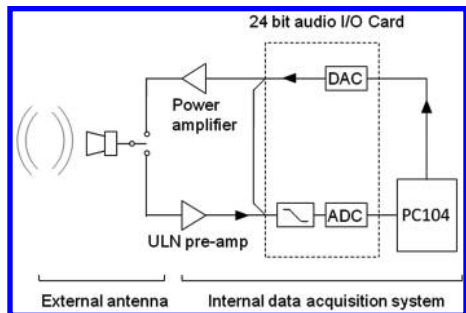 24 bit audio I/O Card
DAC
Power
amplifier
ULN pre-amp
ADC
PC104
External antenna
Internal data acquisition system